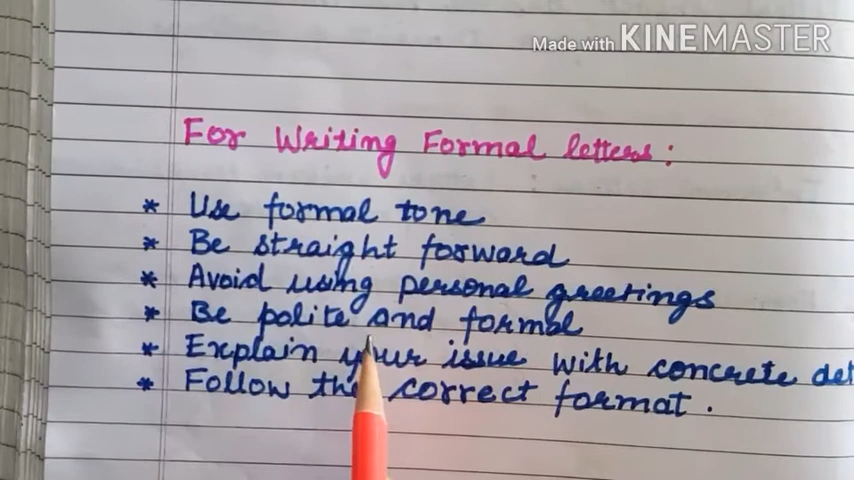 Made with KINEMASTER
For Writing Formal letters:
* Use formal tone
* Be straight forward
* Avoid using personal greetings
* Be polite and formal
* Explain your issue with concrete det
* Follow the correct format.